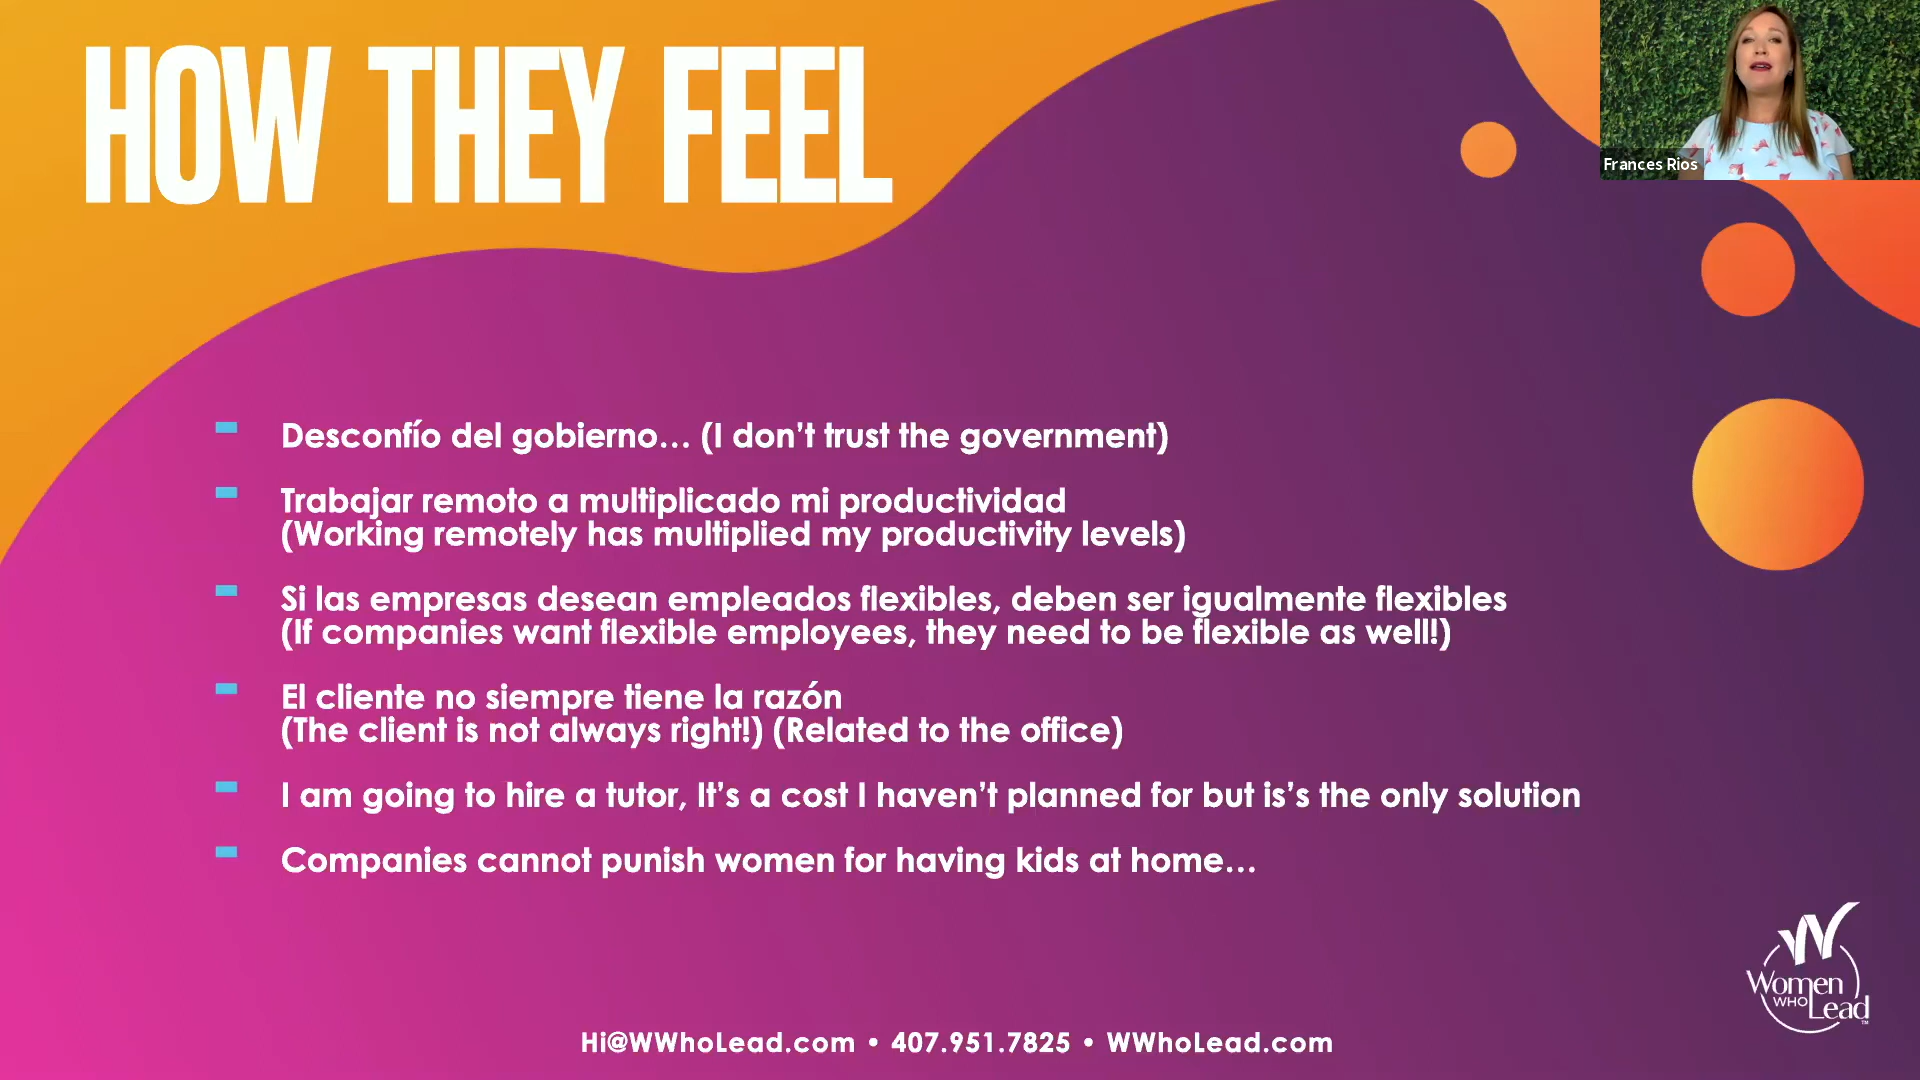 HOW THEY FEEL
Frances Rios
Desconfío del gobierno... (I don't trust the government)
Trabajar remoto a multiplicado mi productividad
(Working remotely has multiplied my productivity levels)
Si las empresas desean empleados flexibles, deben ser igualmente flexibles
(If companies want flexible employees, they need to be flexible as well!)
El cliente no siempre tiene la razón
(The client is not always right!) (Related to the office)
I am going to hire a tutor, It's a cost I haven't planned for but is's the only solution
Companies cannot punish women for having kids at home...
W
Women
WHO Lead
TM
Hi@WWhoLead.com • 407.951.7825 • WWhoLead.com